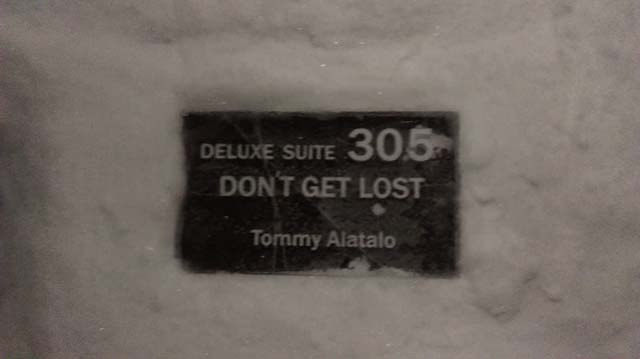 DELUXE SUITE 305
DON'T GET LOST
Tommy Alatalo